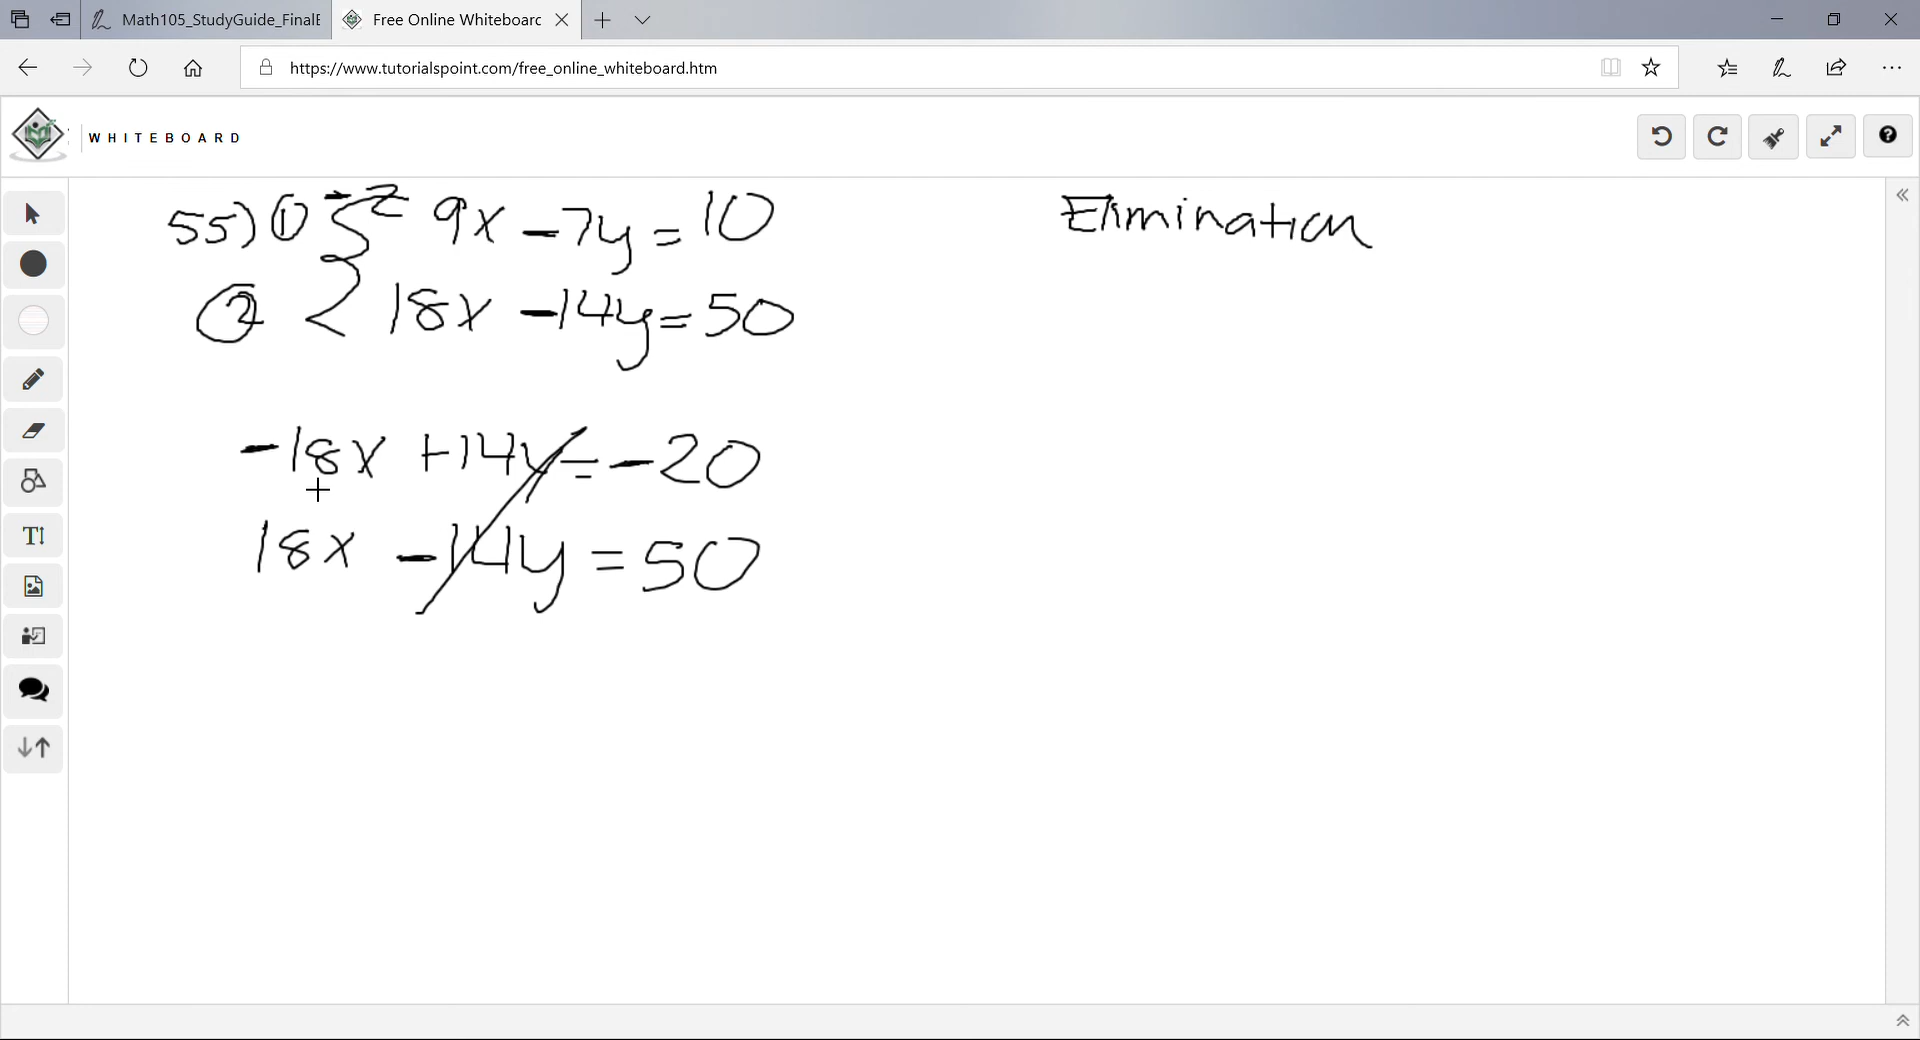 Math105_StudyGuide_FinalE
Free Online Whiteboard
https://www.tutorialspoint.com/free_online_whiteboard.htm
WHITEBOARD
55) ① -2 9x -7y = 10
Elimination
② 18x -14y = 50
-18x +14y = -20
18x -14y = 50